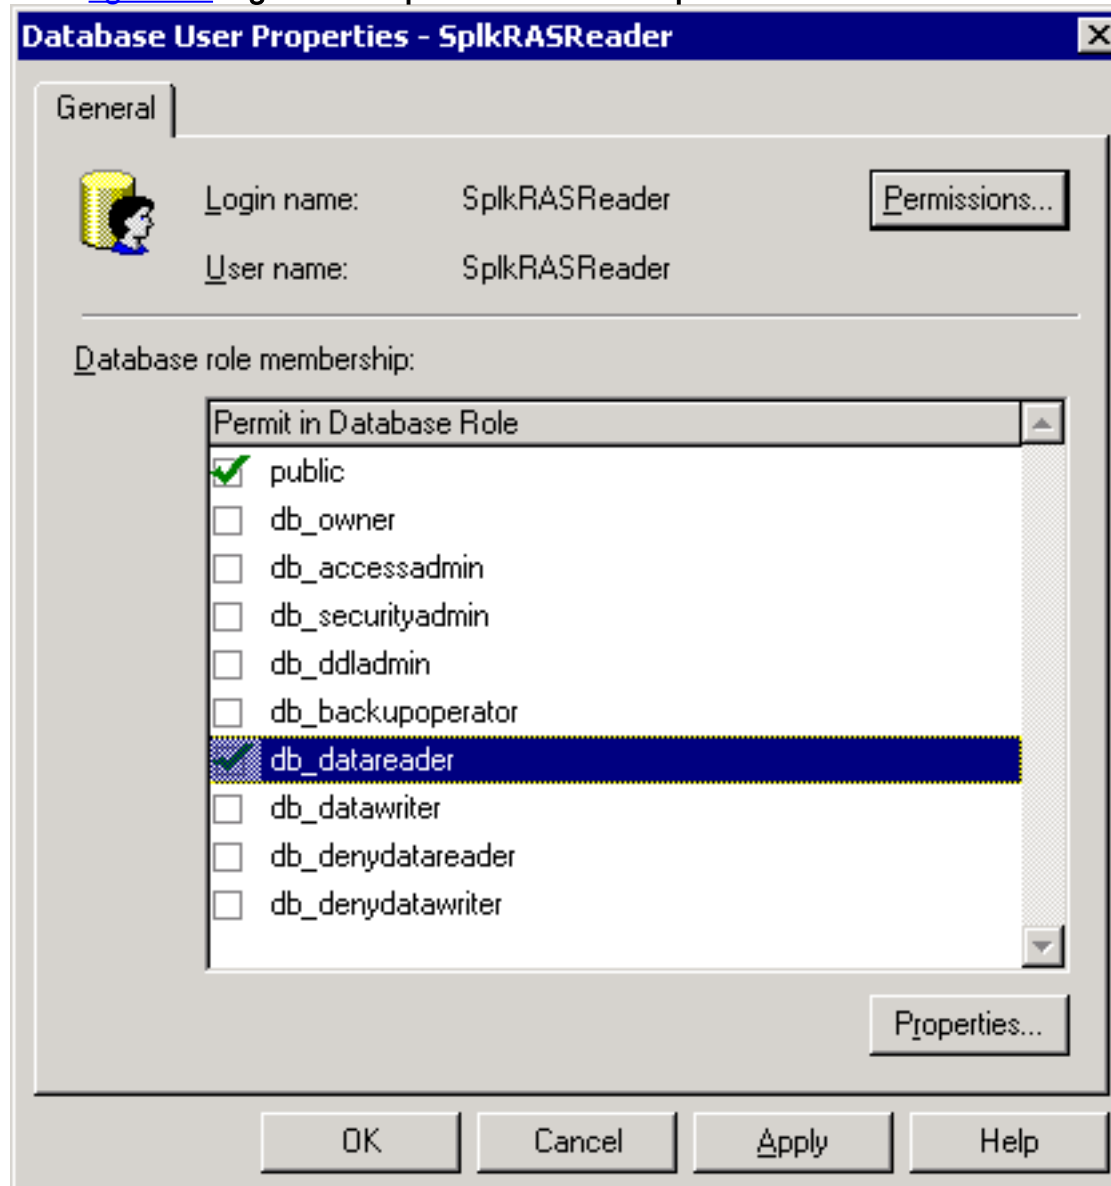 Database User Properties - SplkRASReader
General
Login name: SplkRASReader Permissions...
User name: SplkRASReader
Database role membership:
Permit in Database Role
public
db_owner
db_accessadmin
db_securityadmin
db_ddladmin
db_backupoperator
db_datareader
db_datawriter
db_denydatareader
db_denydatawriter
Properties...
OK Cancel Apply Help